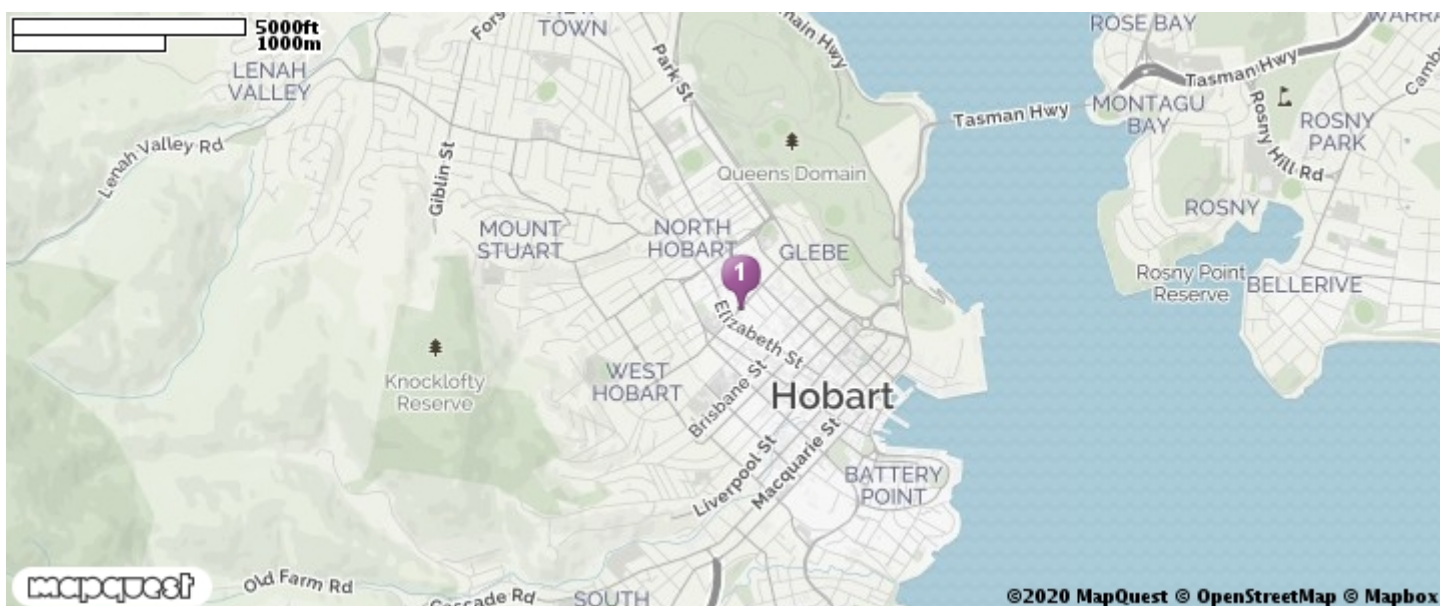 5000ft
1000m
TOWN
Park St
main Hwy
ROSE BAY
Tasman Hwy
LENAH
VALLEY
Tasman Hwy
MONTAGU
BAY
Rosny Hill Rd
ROSNY
PARK
Lenah Valley Rd
Giblin St
Queens Domain
ROSNY
MOUNT
STUART
NORTH
HOBART
GLEBE
1
Rosny Point
Reserve
BELLERIVE
Elizabeth St
Knocklofty
Reserve
WEST
HOBART
Brisbane St
Hobart
Liverpool St
Macquarie St
BATTERY
POINT
Old Farm Rd
Cascade Rd
SOUTH
mapquest
©2020 MapQuest © OpenStreetMap © Mapbox